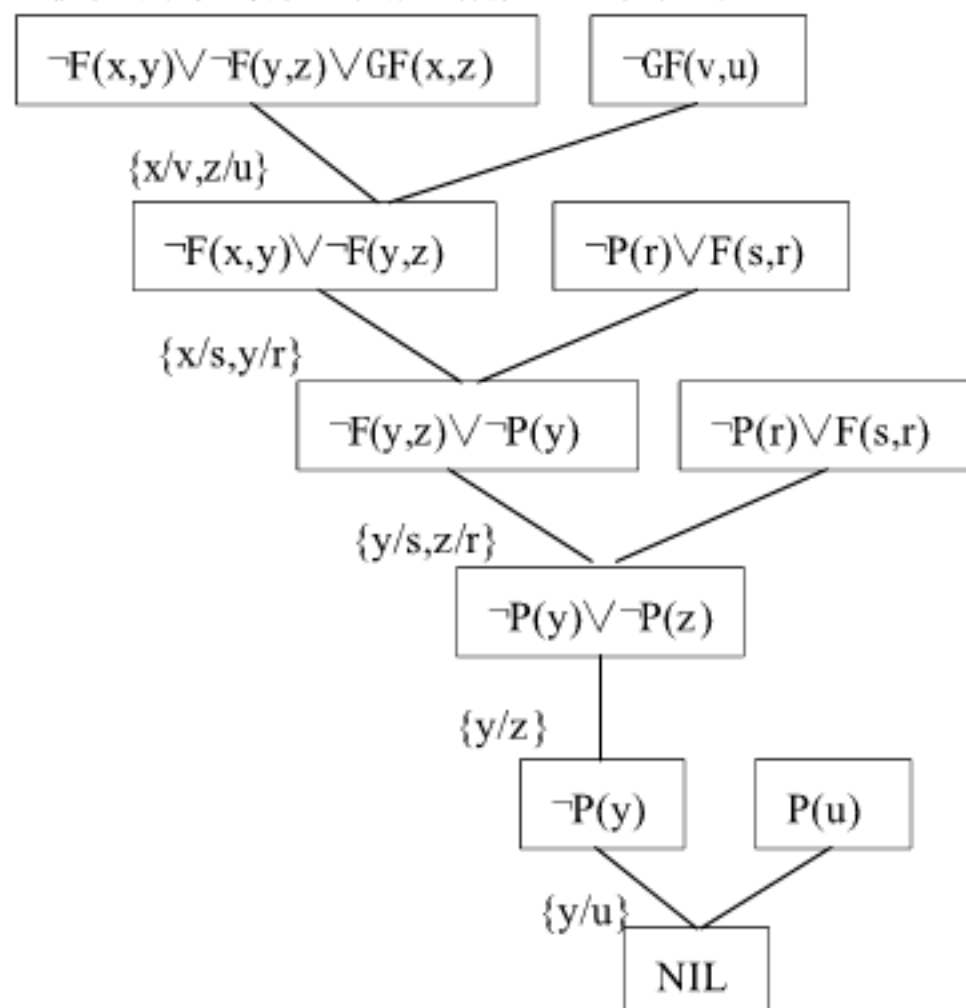 ¬F(x,y)∨¬F(y,z)∨GF(x,z) ¬GF(v,u)
{x/v,z/u}
¬F(x,y)∨¬F(y,z) ¬P(r)∨F(s,r)
{x/s,y/r}
¬F(y,z)∨¬P(y) ¬P(r)∨F(s,r)
{y/s,z/r}
¬P(y)∨¬P(z)
{y/z}
¬P(y) P(u)
{y/u}
NIL